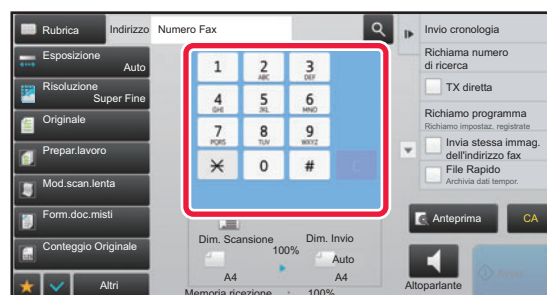 Rubrica
Indirizzo
Numero Fax
Esposizione
Auto
Risoluzione
Super Fine
Originale
Prepar.lavoro
Mod.scan.lenta
Form.doc.misti
Conteggio Originale
Altri
1
2
ABC
3
DEF
4
GHI
5
JKL
6
MNO
7
PQRS
8
TUV
9
WXYZ
0
#
C
Dim. Scansione
A4
100%
Dim. Invio
Auto
A4
Memoria ricezione : 100%
Invio cronologia
Richiama numero
di ricerca
TX diretta
Richiamo programma
Richiamo impostaz. registrate
Invia stessa immag.
dell'indirizzo fax
File Rapido
Archivia dati tempor.
Anteprima
CA
Altoparlante